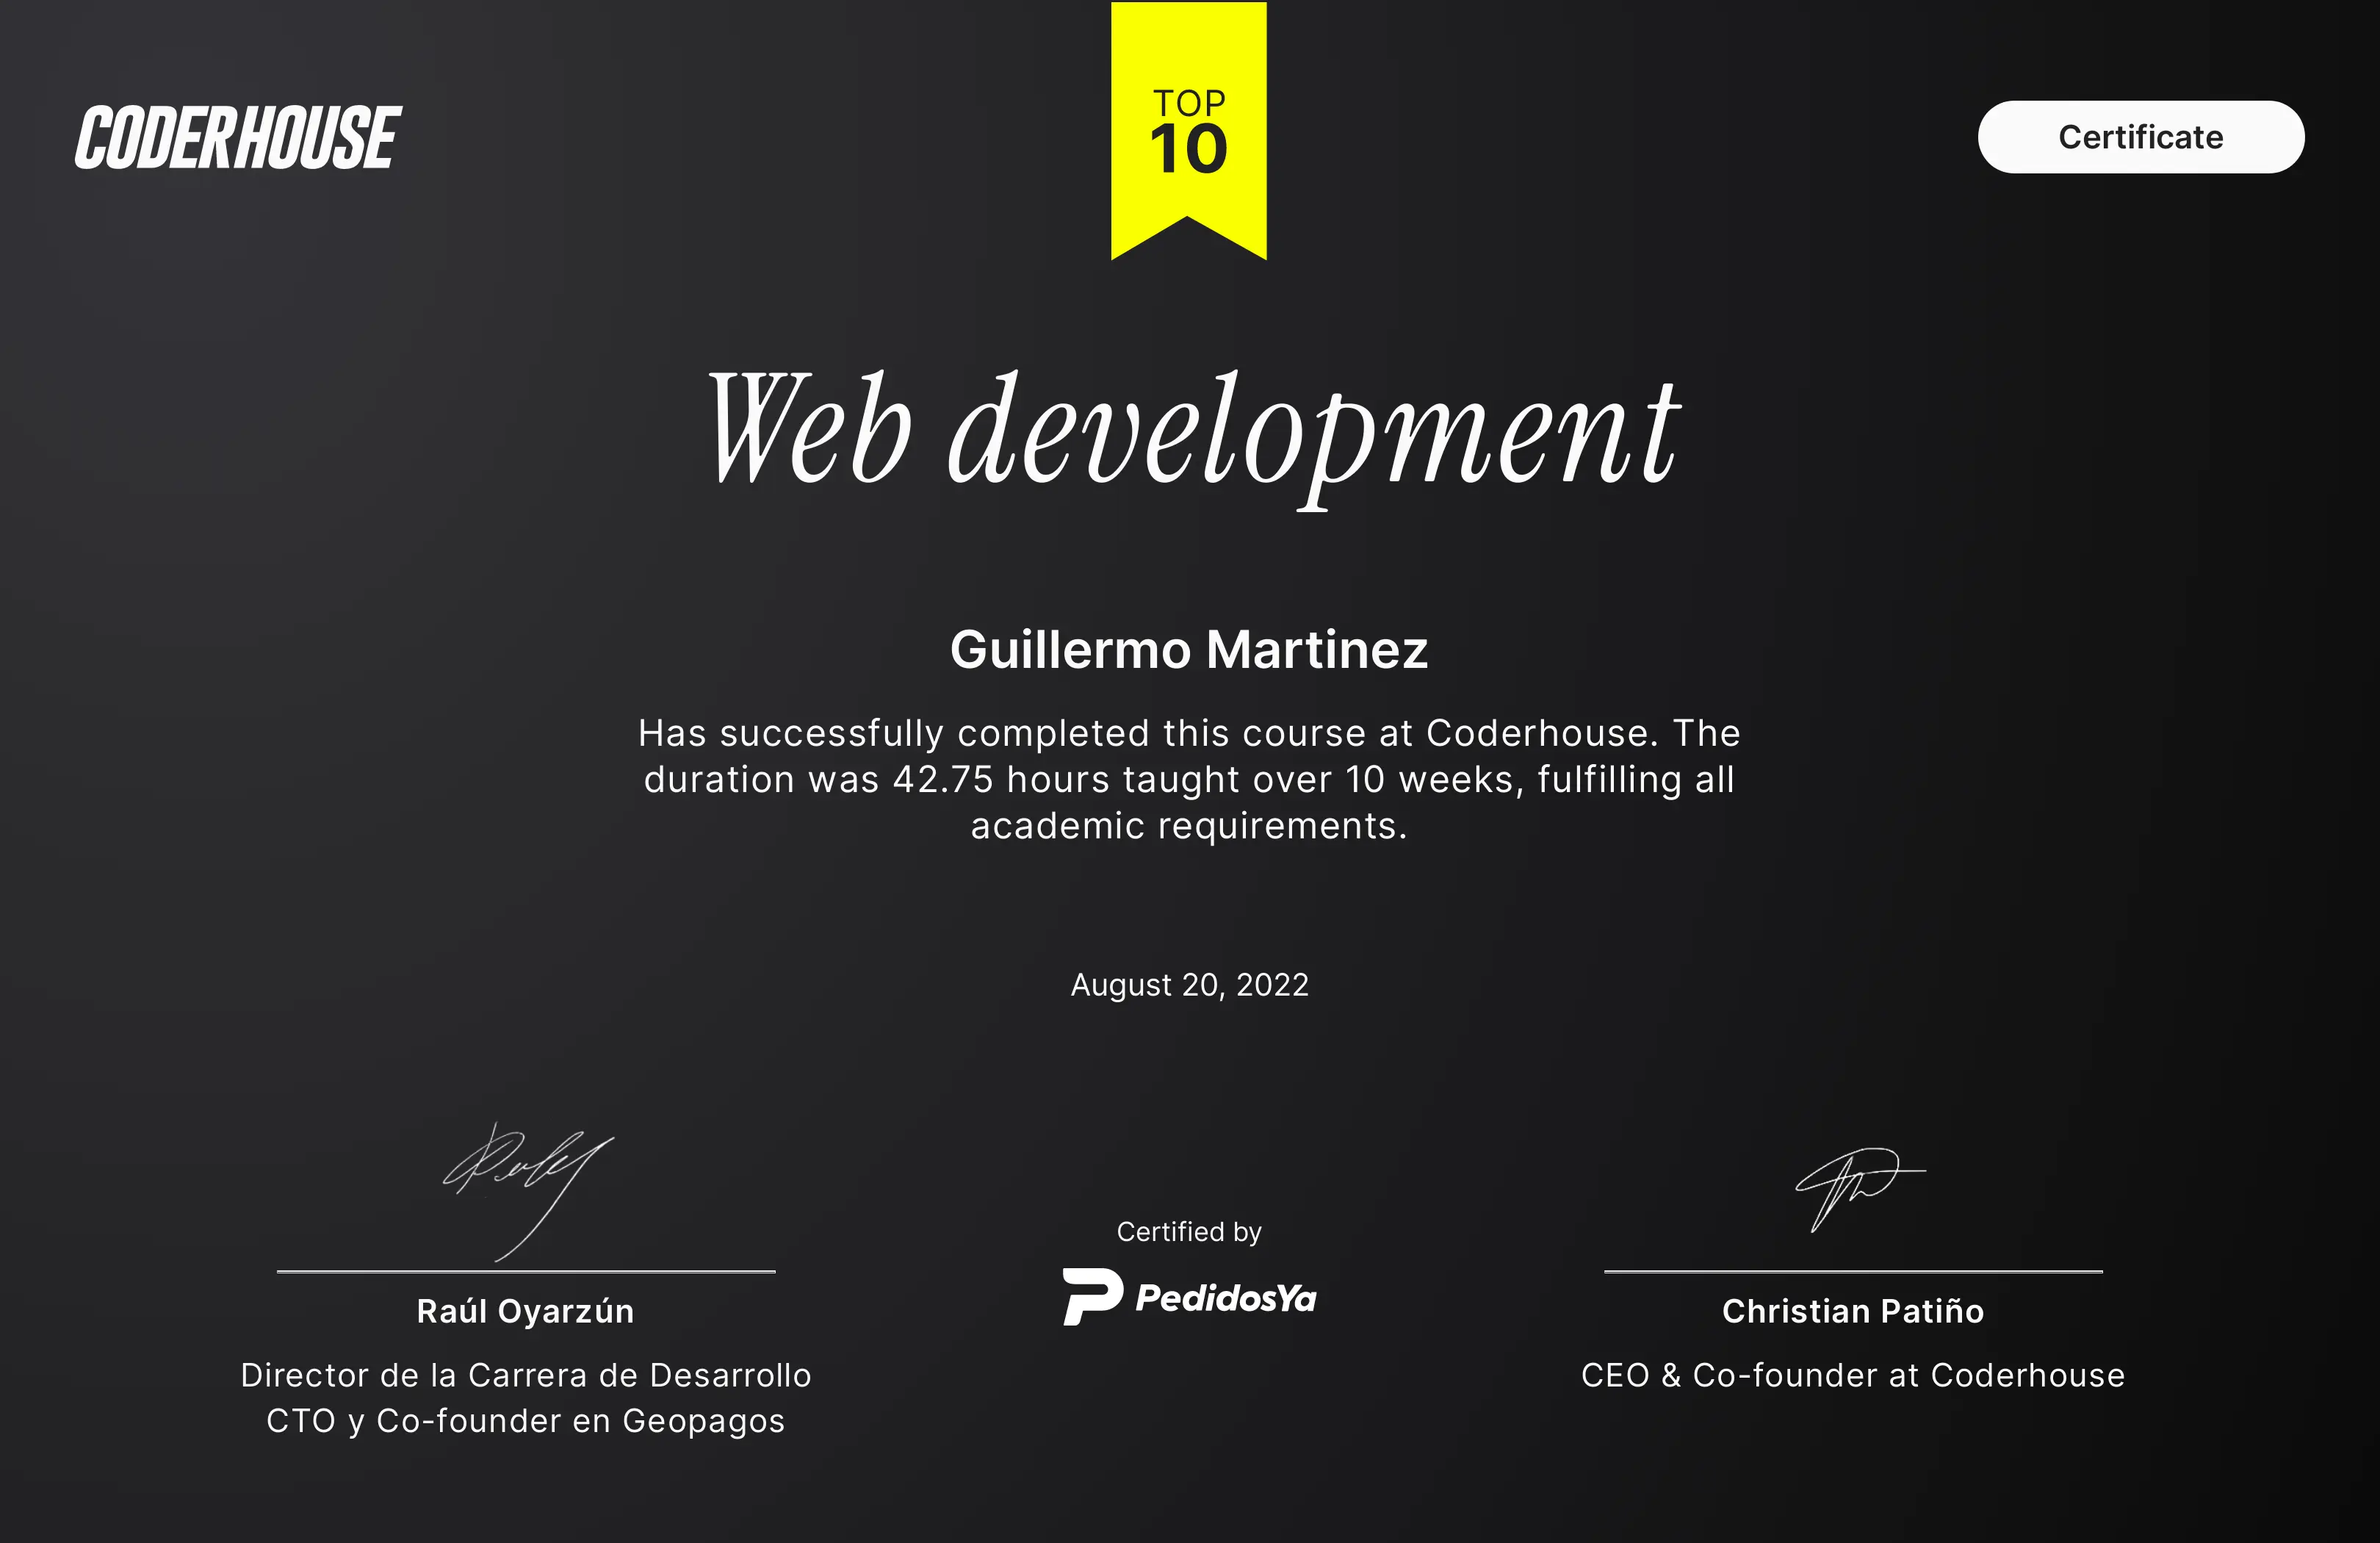 CODERHOUSE
TOP
10
Certificate
Web development
Guillermo Martinez
Has successfully completed this course at Coderhouse. The
duration was 42.75 hours taught over 10 weeks, fulfilling all
academic requirements.
August 20, 2022
Raúl Oyarzún
Director de la Carrera de Desarrollo
CTO y Co-founder en Geopagos
Certified by
PedidosYa
Christian Patiño
CEO & Co-founder at Coderhouse